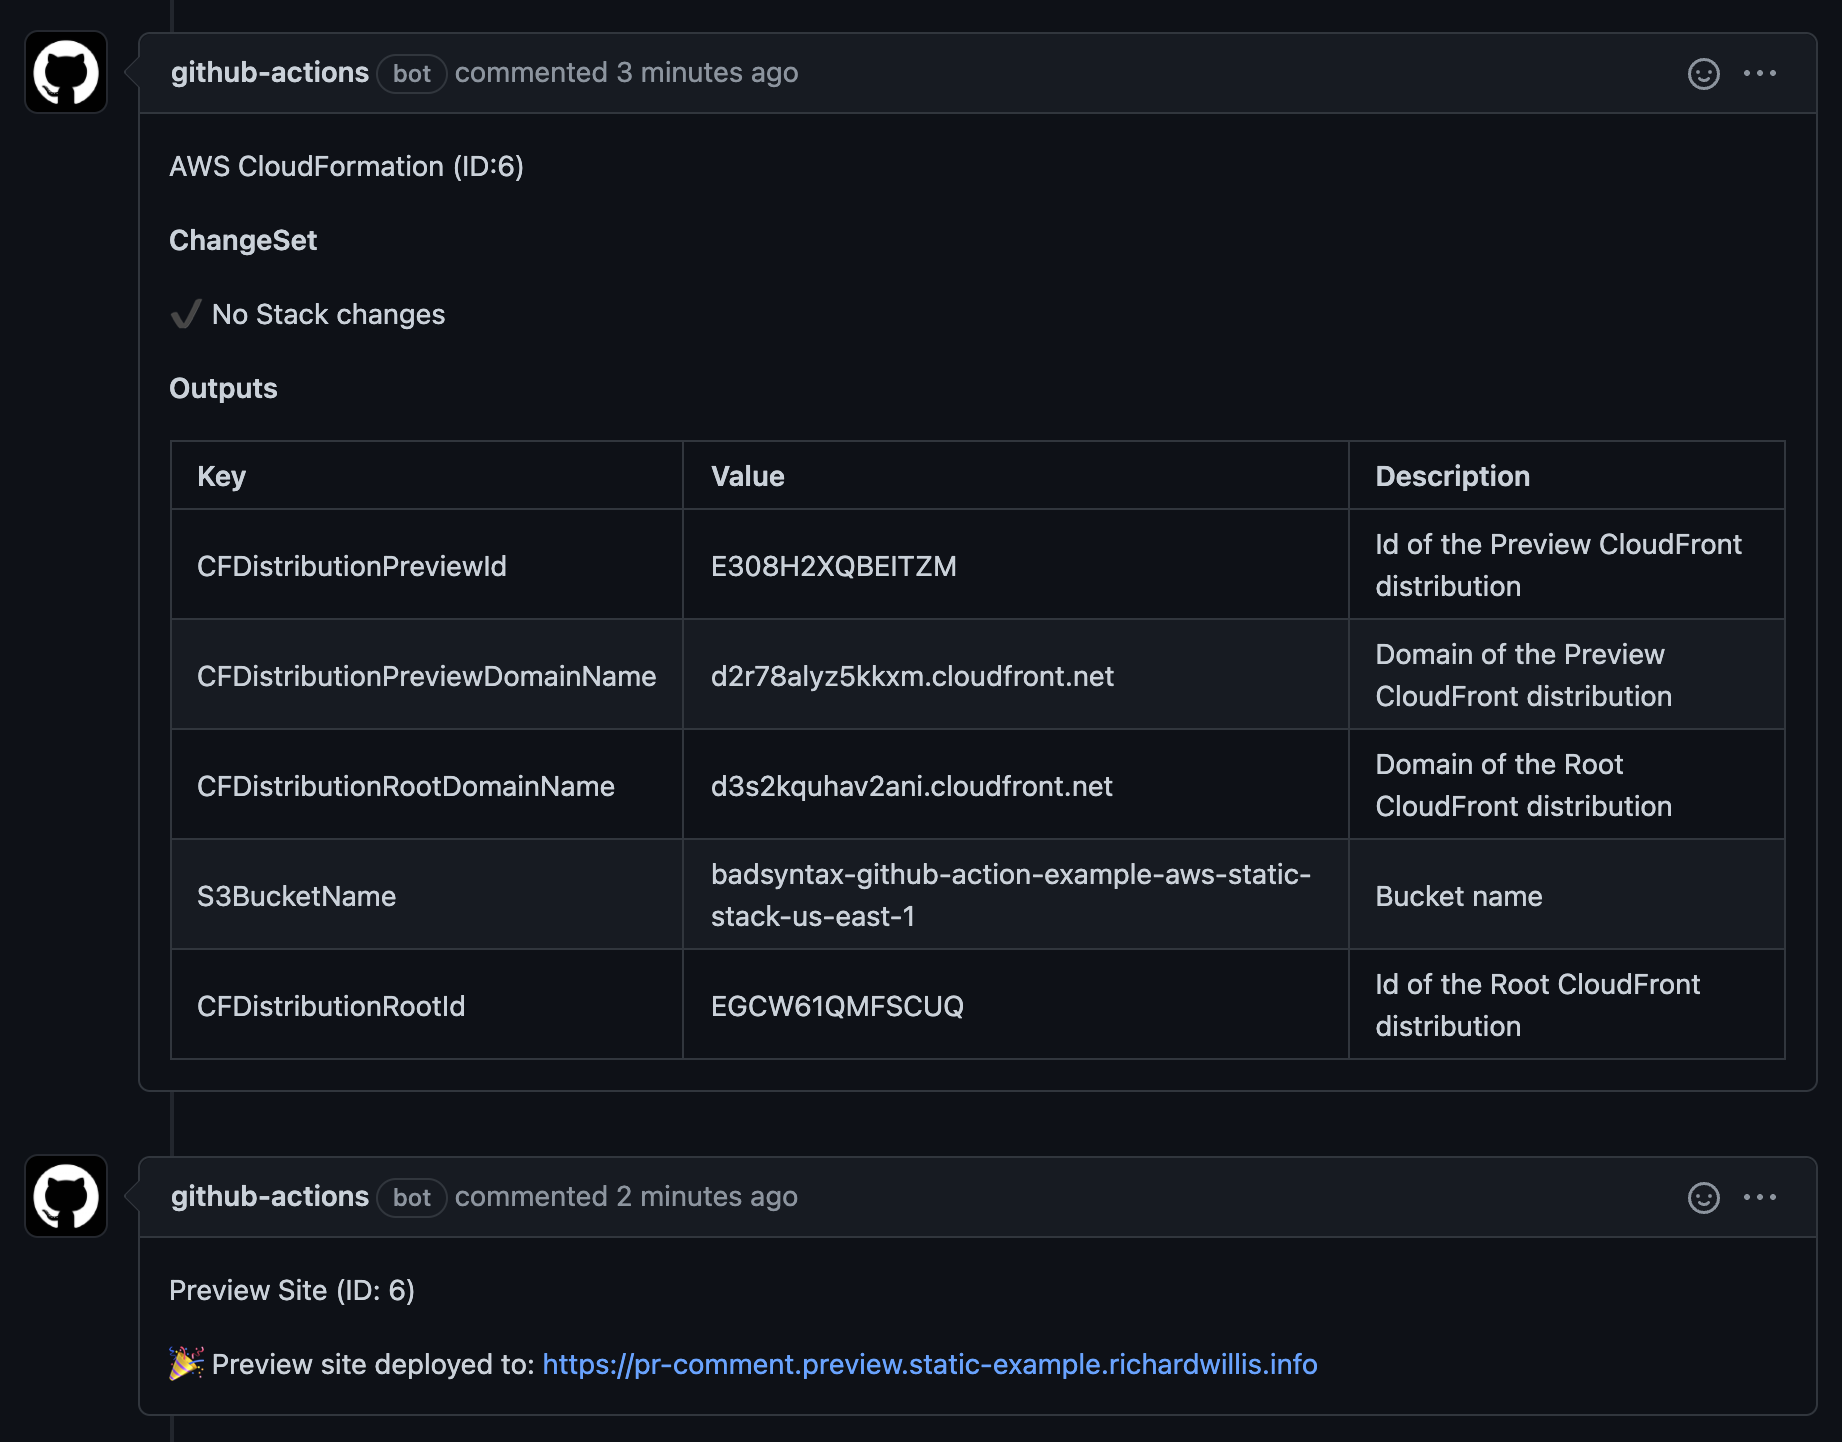 github-actions bot commented 3 minutes ago
AWS CloudFormation (ID:6)
ChangeSet
✔️ No Stack changes
Outputs
Key Value Description
CFDistributionPreviewId E308H2XQBEITZM Id of the Preview CloudFront
distribution
CFDistributionPreviewDomainName d2r78alyz5kkxm.cloudfront.net Domain of the Preview
CloudFront distribution
CFDistributionRootDomainName d3s2kquhav2ani.cloudfront.net Domain of the Root
CloudFront distribution
S3BucketName badsyntax-github-action-example-aws-static-
stack-us-east-1 Bucket name
CFDistributionRootId EGCW61QMFSCUQ Id of the Root CloudFront
distribution
github-actions bot commented 2 minutes ago
Preview Site (ID: 6)
🎉 Preview site deployed to: https://pr-comment.preview.static-example.richardwillis.info